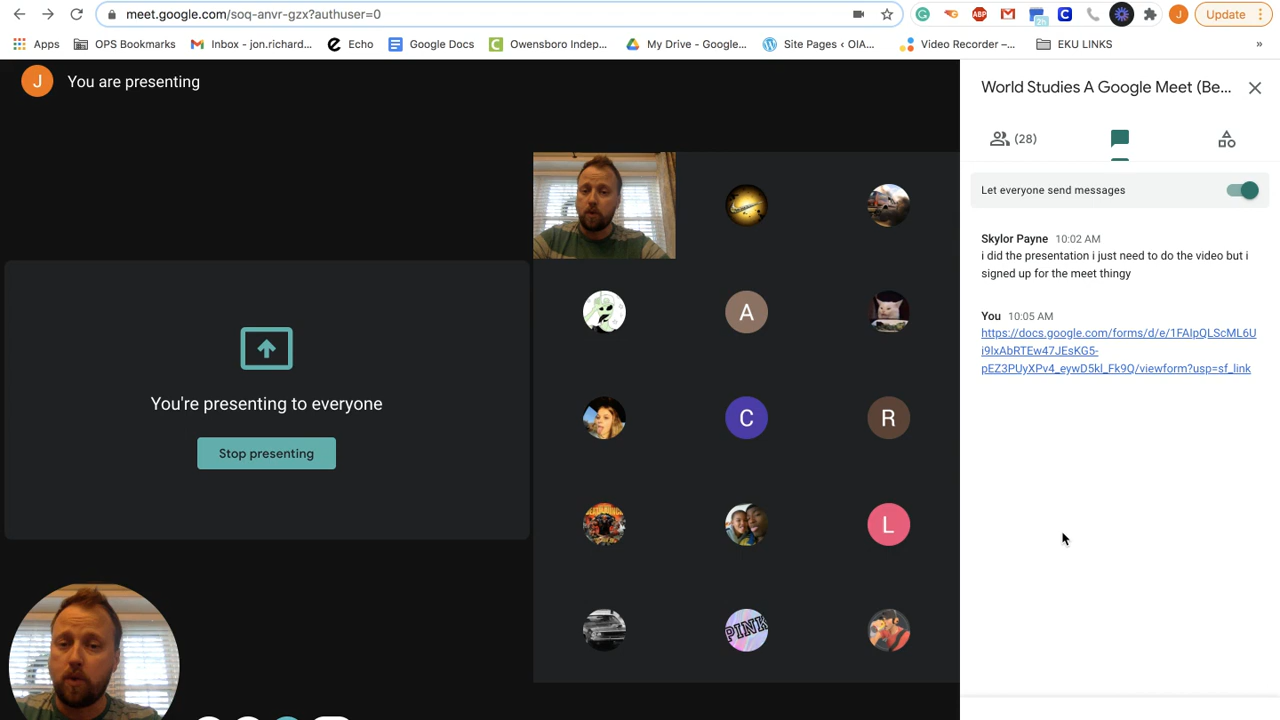 meet.google.com/soq-anvr-gzx?authuser=0
ABP
2h
J
Update
Apps
OPS Bookmarks
Inbox - jon.richard...
Echo
Google Docs
Owensboro Indep...
My Drive - Google...
Site Pages ‹ OIA...
Video Recorder –...
EKU LINKS
»
J
You are presenting
You're presenting to everyone
Stop presenting
A
C
R
L
PINK
World Studies A Google Meet (Be...
(28)
Let everyone send messages
Skylor Payne 10:02 AM
i did the presentation i just need to do the video but i
signed up for the meet thingy
You 10:05 AM
https://docs.google.com/forms/d/e/1FAIpQLScML6U
i9IxAbRTEw47JEsKG5-
pEZ3PUyXPv4_eywD5kI_Fk9Q/viewform?usp=sf_link